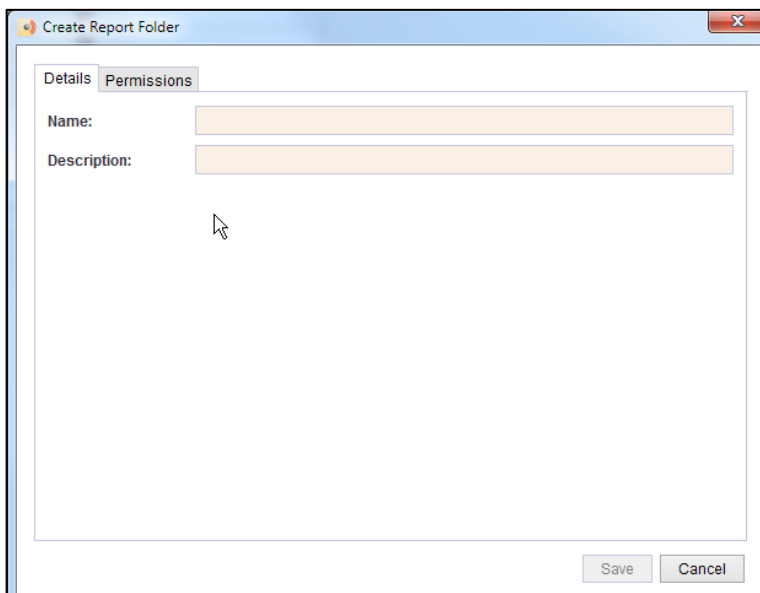 Create Report Folder
Details Permissions
Name:
Description:
Save Cancel